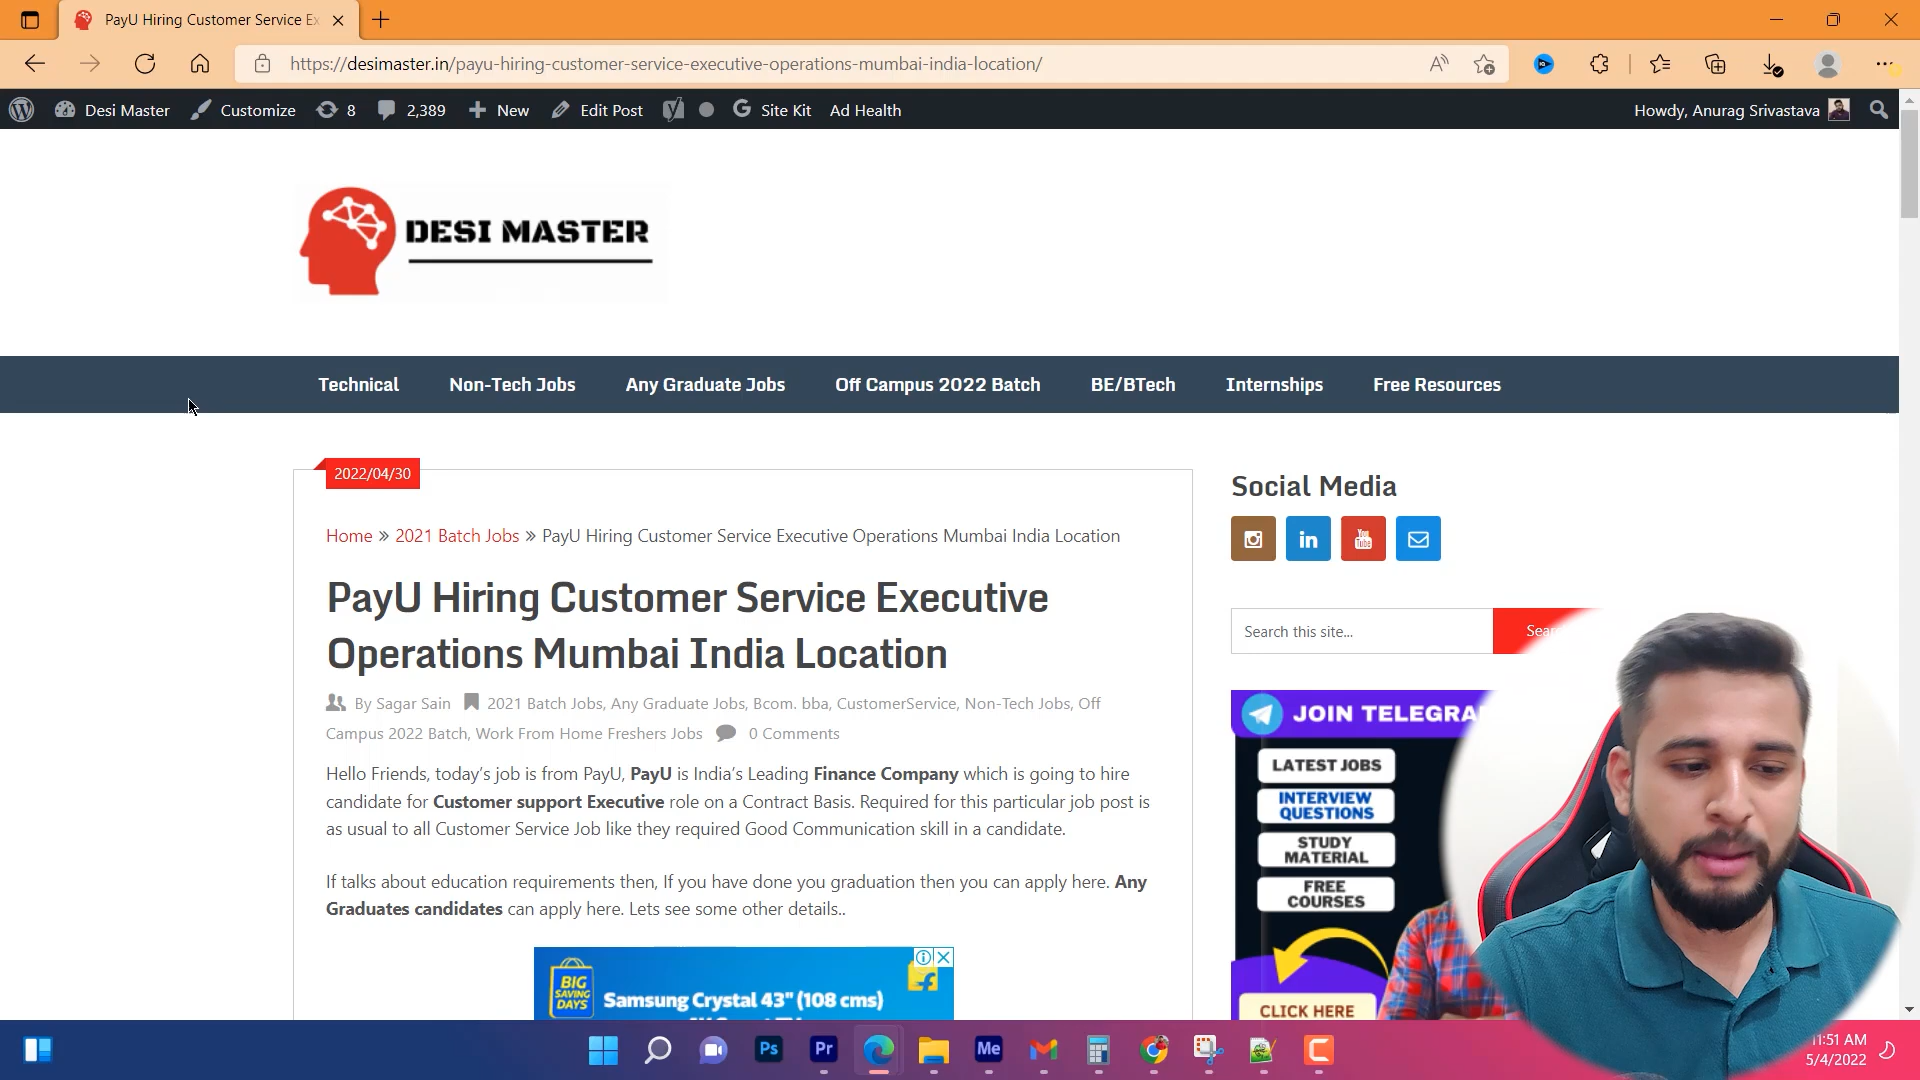 PayU Hiring Customer Service Ex
https://desimaster.in/payu-hiring-customer-service-executive-operations-mumbai-india-location/
Desi Master Customize 8 2,389 New Edit Post Site Kit Ad Health Howdy, Anurag Srivastava
DESI MASTER
Technical Non-Tech Jobs Any Graduate Jobs Off Campus 2022 Batch BE/BTech Internships Free Resources
2022/04/30
Home » 2021 Batch Jobs » PayU Hiring Customer Service Executive Operations Mumbai India Location
PayU Hiring Customer Service Executive
Operations Mumbai India Location
By Sagar Sain 2021 Batch Jobs, Any Graduate Jobs, Bcom. bba, CustomerService, Non-Tech Jobs, Off
Campus 2022 Batch, Work From Home Freshers Jobs 0 Comments
Hello Friends, today's job is from PayU, PayU is India's Leading Finance Company which is going to hire
candidate for Customer support Executive role on a Contract Basis. Required for this particular job post is
as usual to all Customer Service Job like they required Good Communication skill in a candidate.
If talks about education requirements then, If you have done you graduation then you can apply here. Any
Graduates candidates can apply here. Lets see some other details..
BIG
SAVING
DAYS
Samsung Crystal 43" (108 cms)
Social Media
in
You
Tube
Search this site...
JOIN TELEGRA
LATEST JOBS
INTERVIEW
QUESTIONS
STUDY
MATERIAL
FREE
COURSES
CLICK HERE
Ps
Pr
Me
11:51 AM
5/4/2022